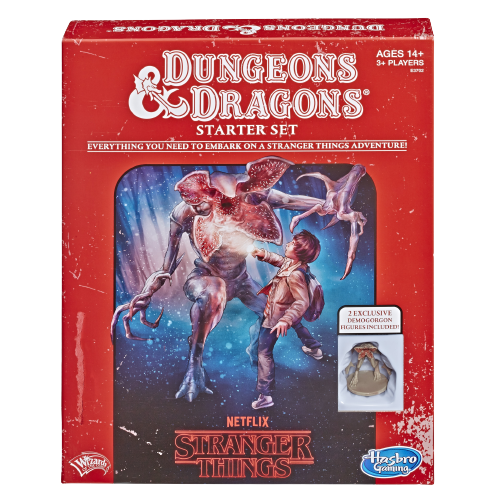 DUNGEONS & DRAGONS
AGES 14+
3+ PLAYERS
E3702
DUNGEONS
& DRAGONS®
STARTER SET
EVERYTHING YOU NEED TO EMBARK ON A STRANGER THINGS ADVENTURE!
2 EXCLUSIVE
DEMOGORGON
FIGURES INCLUDED!
NETFLIX
STRANGER
THINGS
Wizards
Hasbro
Gaming